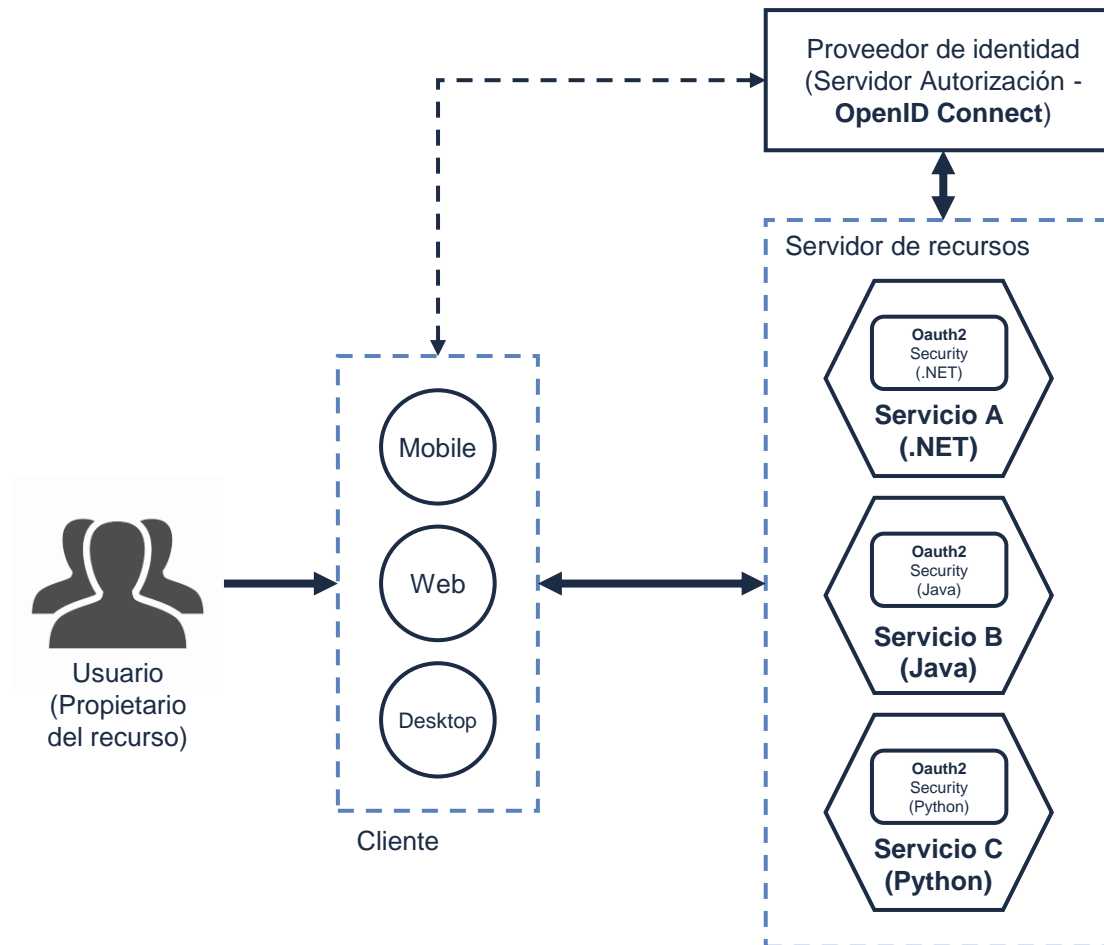 Proveedor de identidad
(Servidor Autorización -
OpenID Connect)
Servidor de recursos
Oauth2
Security
(.NET)
Servicio A
(.NET)
Mobile
Web
Desktop
Cliente
Usuario
(Propietario
del recurso)
Oauth2
Security
(Java)
Servicio B
(Java)
Oauth2
Security
(Python)
Servicio C
(Python)